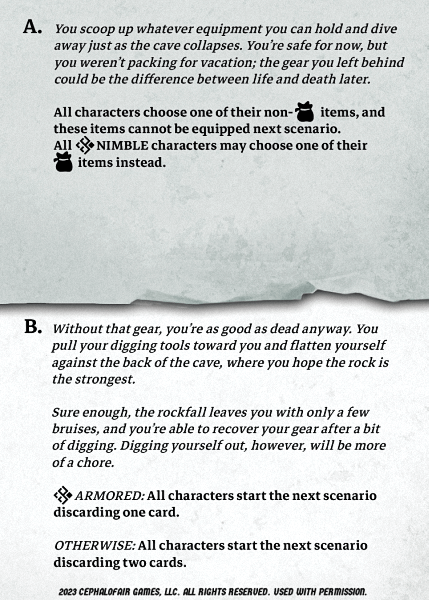 A. You scoop up whatever equipment you can hold and dive
away just as the cave collapses. You're safe for now, but
you weren't packing for vacation; the gear you left behind
could be the difference between life and death later.
All characters choose one of their non- items, and
these items cannot be equipped next scenario.
All NIMBLE characters may choose one of their
items instead.
B. Without that gear, you're as good as dead anyway. You
pull your digging tools toward you and flatten yourself
against the back of the cave, where you hope the rock is
the strongest.
Sure enough, the rockfall leaves you with only a few
bruises, and you're able to recover your gear after a bit
of digging. Digging yourself out, however, will be more
of a chore.
ARMORED: All characters start the next scenario
discarding one card.
OTHERWISE: All characters start the next scenario
discarding two cards.
2023 CEPHALOFAIR GAMES, LLC. ALL RIGHTS RESERVED. USED WITH PERMISSION.